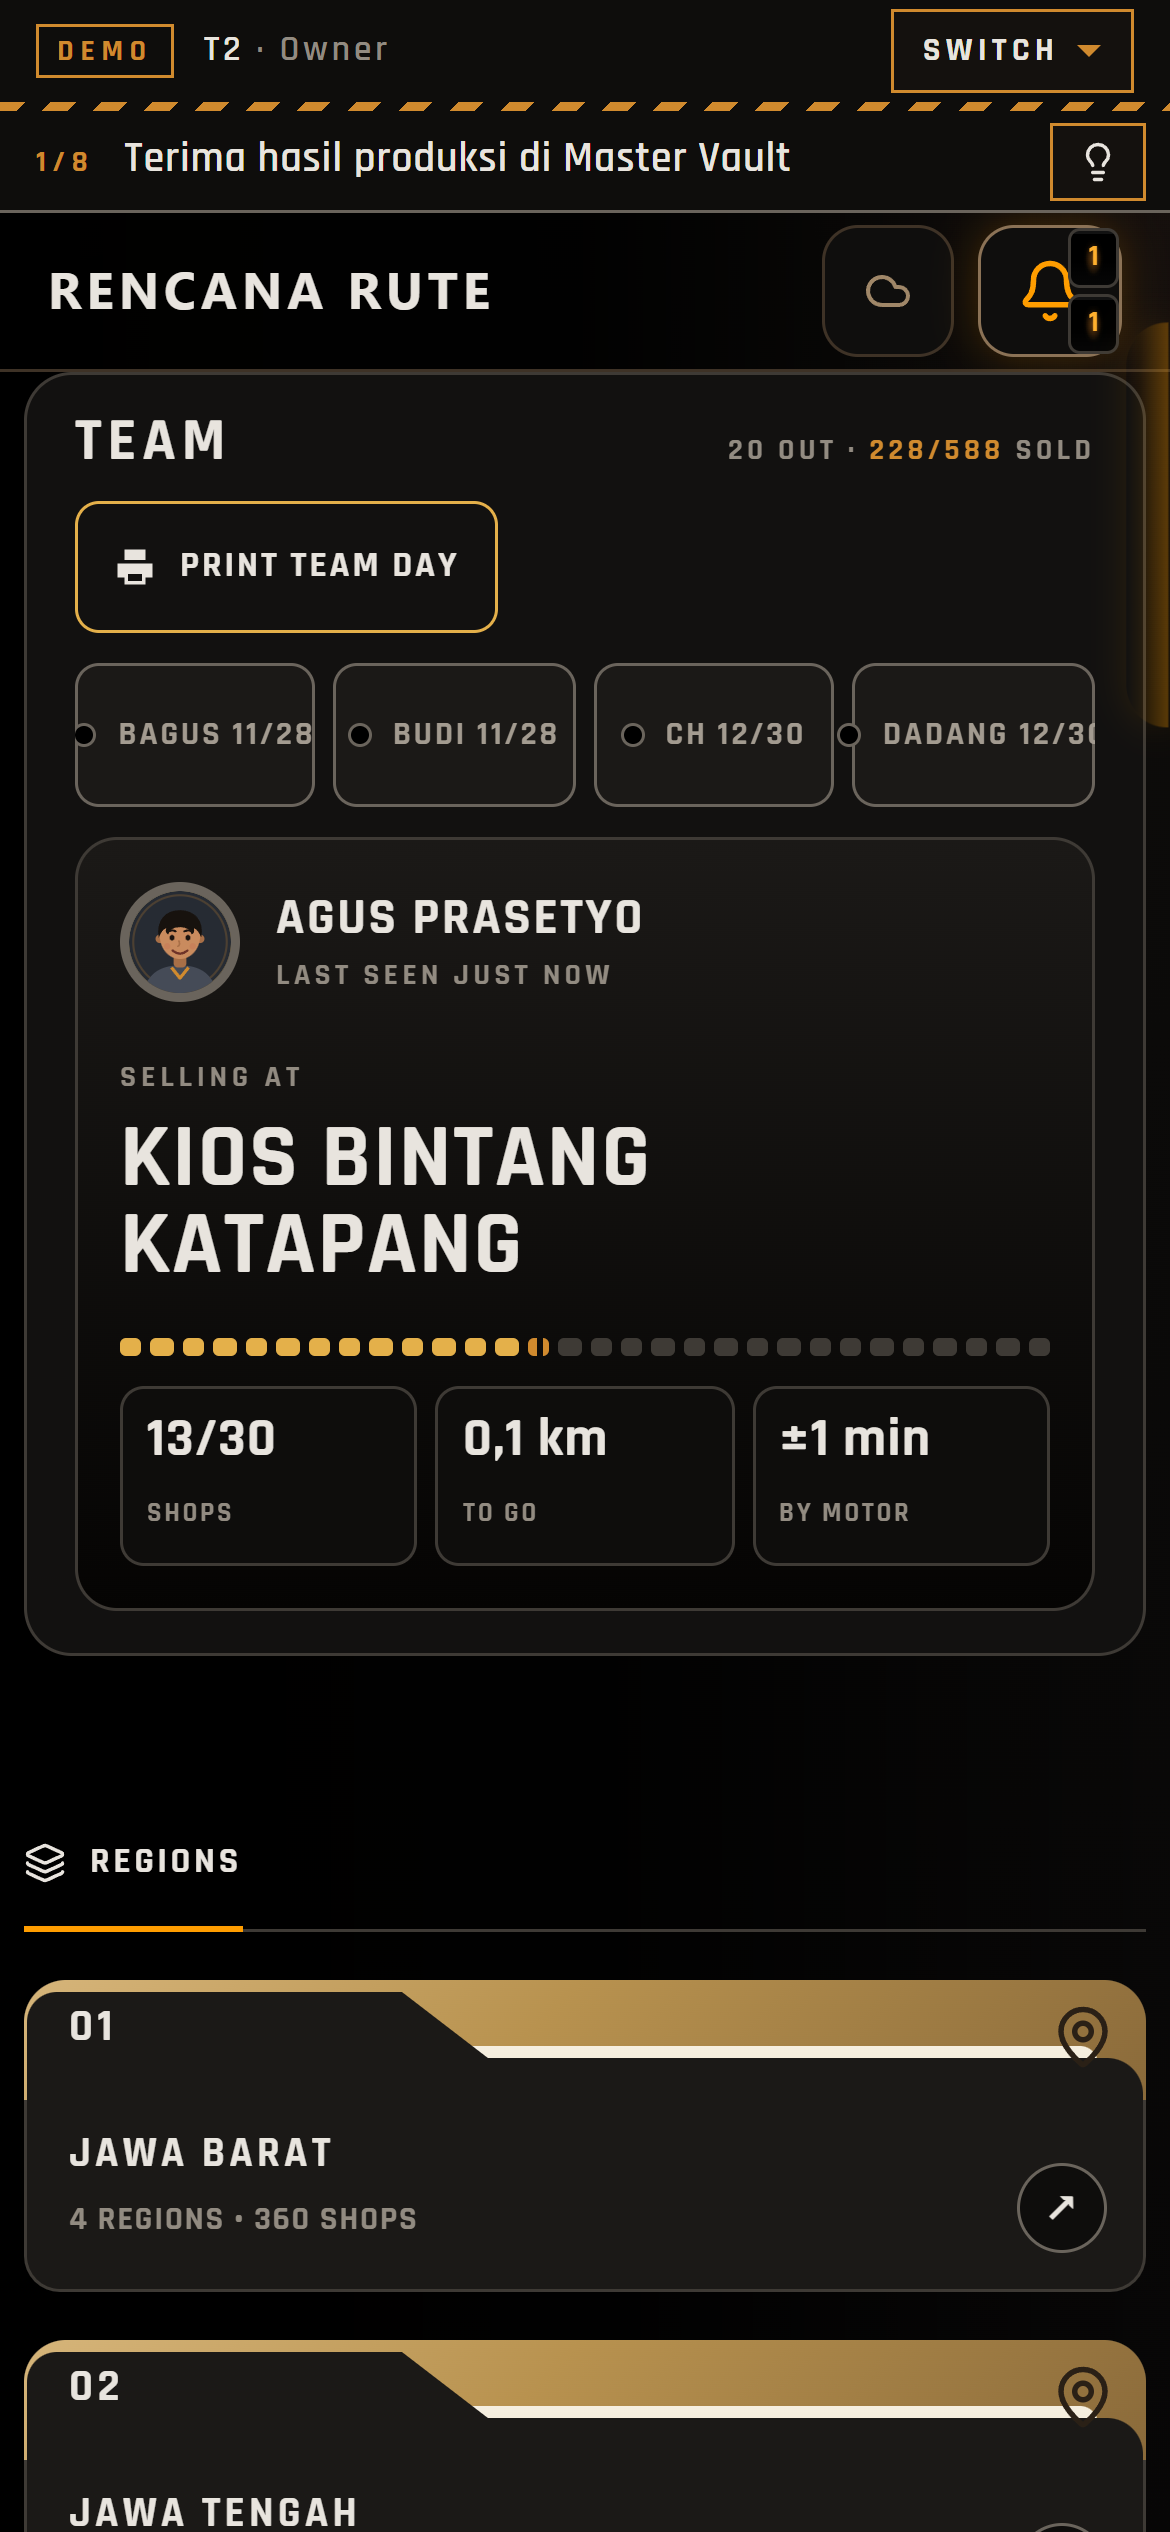 DEMO T2 · Owner SWITCH
1/8 Terima hasil produksi di Master Vault
RENCANA RUTE
1
1
TEAM
20 OUT · 228/588 SOLD
PRINT TEAM DAY
BAGUS 11/28
BUDI 11/28
CH 12/30
DADANG 12/30
AGUS PRASETYO
LAST SEEN JUST NOW
SELLING AT
KIOS BINTANG
KATAPANG
13/30
SHOPS
0,1 km
TO GO
±1 min
BY MOTOR
REGIONS
01
JAWA BARAT
4 REGIONS • 360 SHOPS
02
JAWA TENGAH